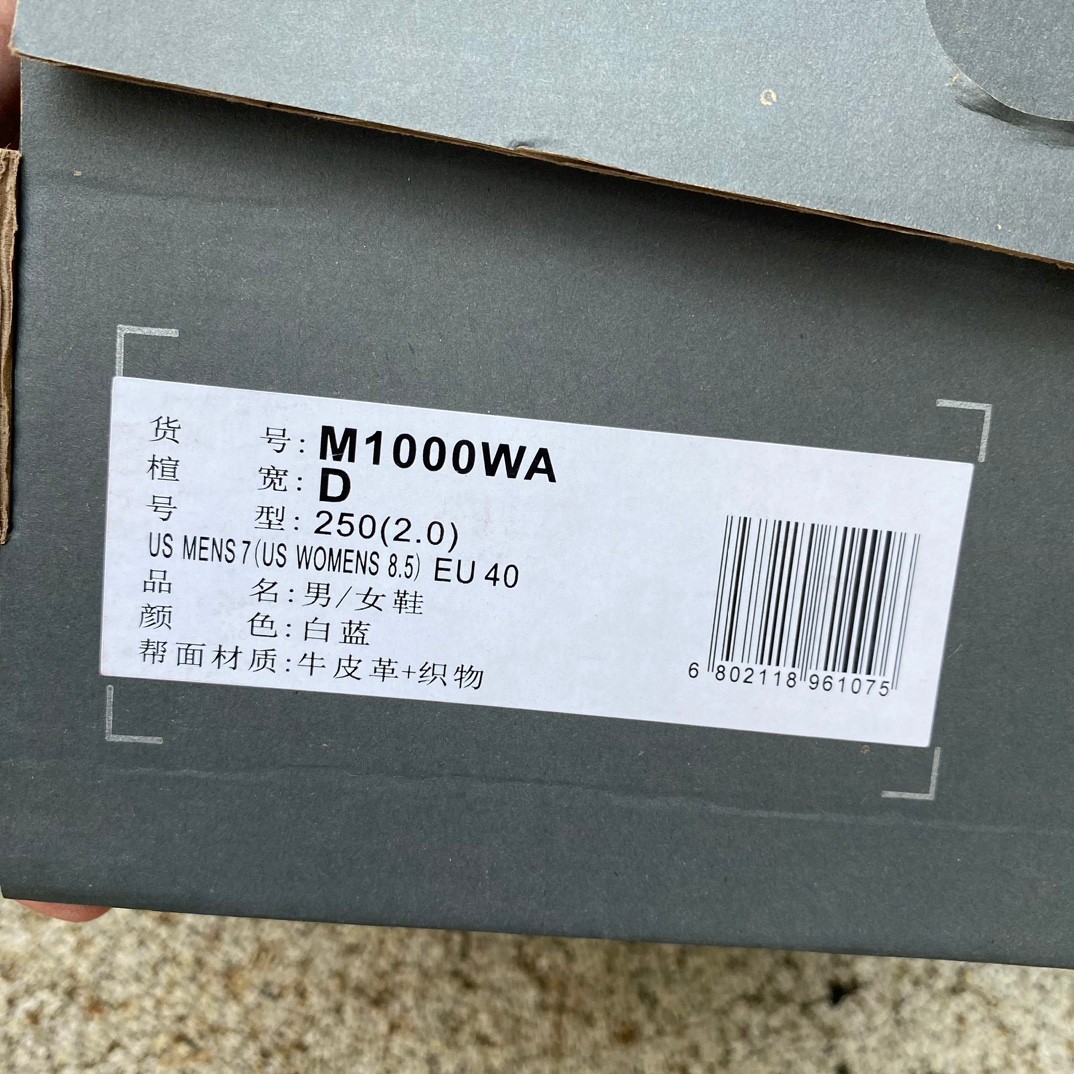 货号: M1000WA
楦宽: D
号型: 250(2.0)
US MENS 7(US WOMENS 8.5) EU 40
品名: 男/女鞋
颜色: 白蓝
帮面材质: 牛皮革+织物
6 802118 961075